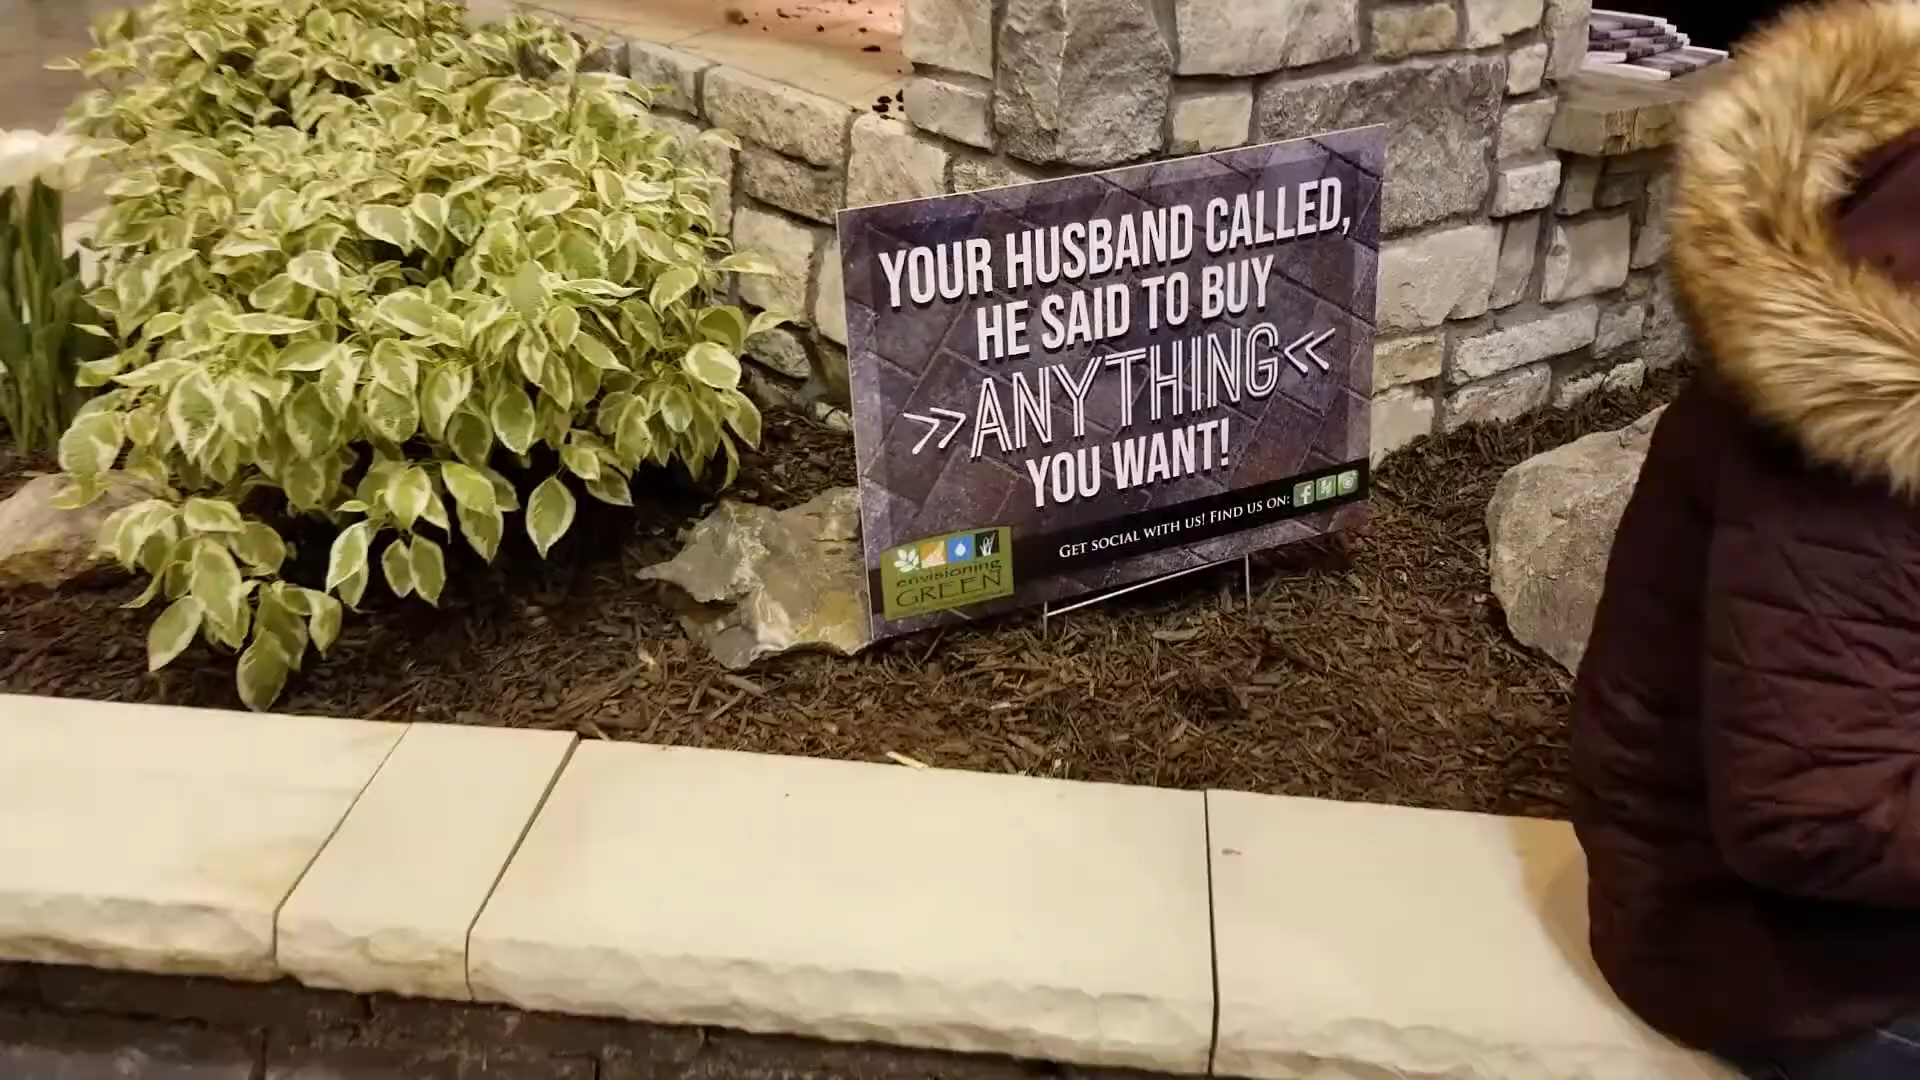 YOUR HUSBAND CALLED,
HE SAID TO BUY
»ANYTHING«
YOU WANT!
GET SOCIAL WITH US! FIND US ON:
envisioning
GREEN